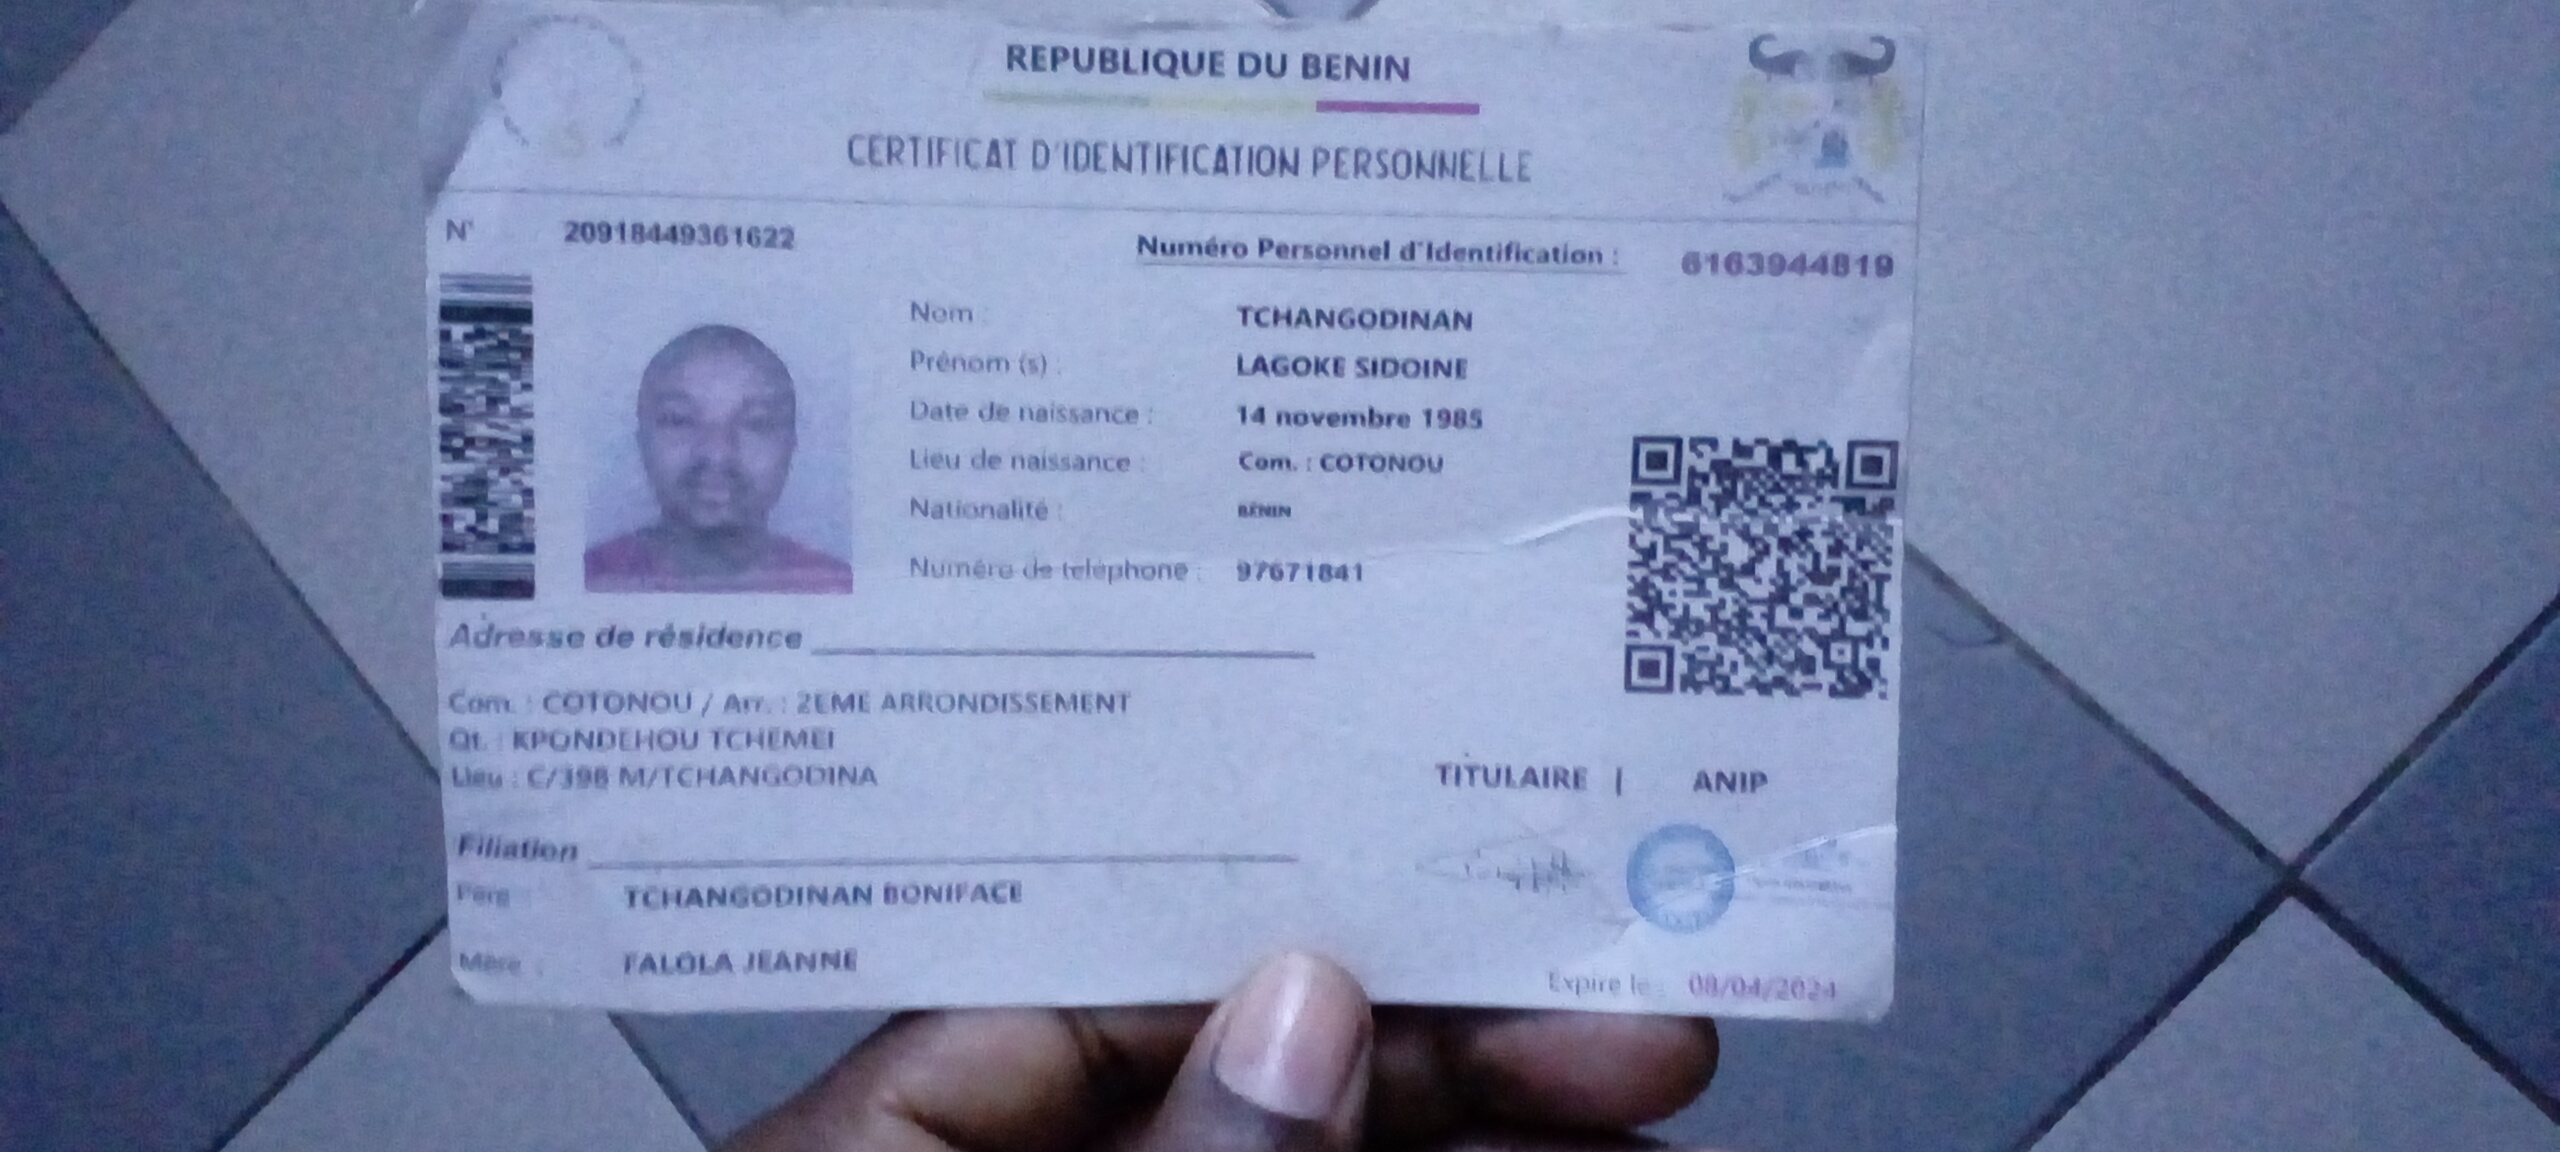 REPUBLIQUE DU BENIN
CERTIFICAT D'IDENTIFICATION PERSONNELLE
N° 20918449361622
Numéro Personnel d'Identification : 6163944819
Nom : TCHANGODINAN
Prénom (s) : LAGOKE SIDOINE
Date de naissance : 14 novembre 1985
Lieu de naissance : Com. : COTONOU
Nationalité : BENIN
Numéro de téléphone : 97671841
Adresse de résidence
Com. : COTONOU / Arr. : 2EME ARRONDISSEMENT
Qt. : KPONDEHOU TCHEMEI
Lieu : C/398 M/TCHANGODINA
TITULAIRE | ANIP
Filiation
Père : TCHANGODINAN BONIFACE
Mère : FALOLA JEANNE
Expire le : 08/04/2024